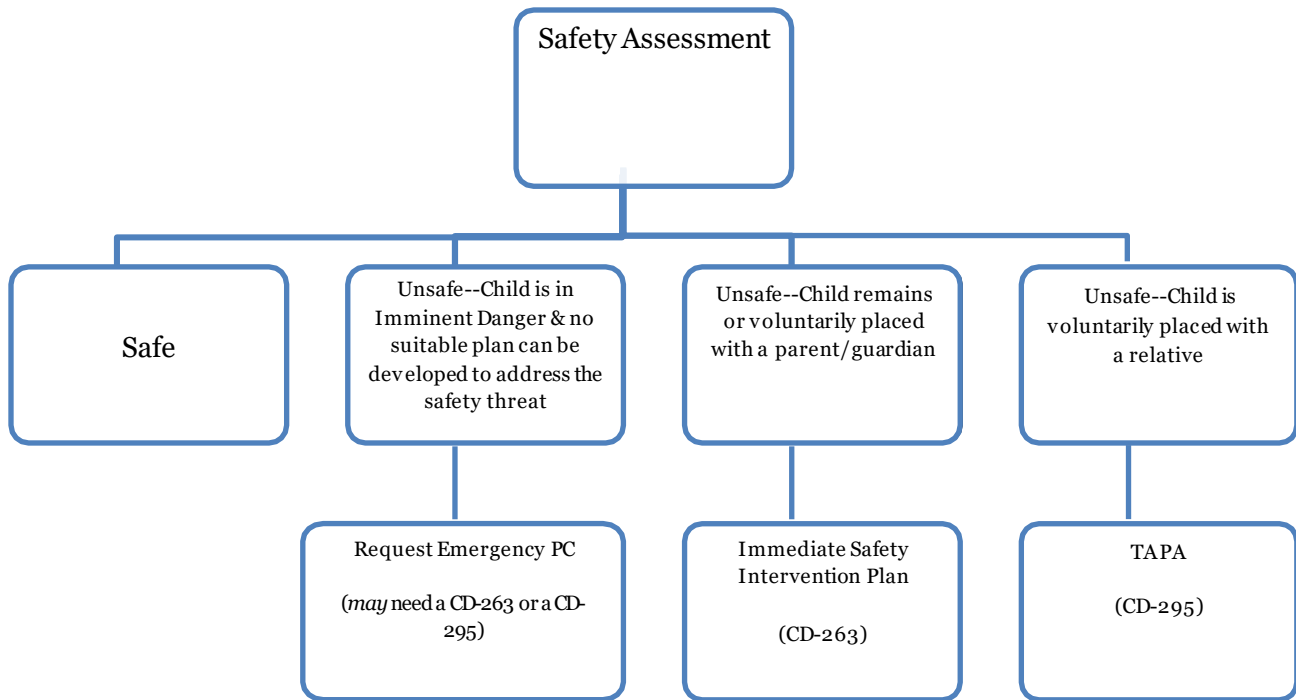 Safety Assessment
Safe
Unsafe--Child is in
Imminent Danger & no
suitable plan can be
developed to address the
safety threat
Unsafe--Child remains
or voluntarily placed
with a parent/guardian
Unsafe--Child is
voluntarily placed with
a relative
Request Emergency PC
(may need a CD-263 or a CD-
295)
Immediate Safety
Intervention Plan
(CD-263)
TAPA
(CD-295)